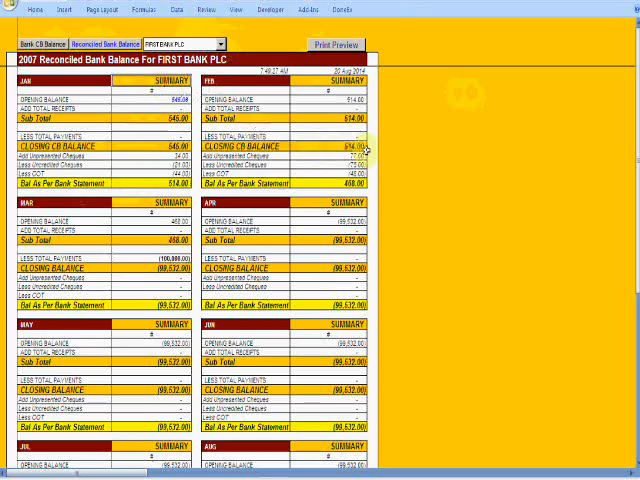 Home Insert Page Layout Formulas Data Review View Developer Add-Ins DoneEx
Bank CB Balance Reconciled Bank Balance FIRST BANK PLC Print Preview
2007 Reconciled Bank Balance For FIRST BANK PLC
7:49:27 AM 20 Aug 2014
JAN SUMMARY FEB SUMMARY
# #
OPENING BALANCE 545.00 OPENING BALANCE 514.00
ADD TOTAL RECEIPTS - ADD TOTAL RECEIPTS -
Sub Total 545.00 Sub Total 514.00
LESS TOTAL PAYMENTS - LESS TOTAL PAYMENTS -
CLOSING CB BALANCE 545.00 CLOSING CB BALANCE 514.00
Add Unpresented Cheques 34.00 Add Unpresented Cheques 77.00
Less Uncredited Cheques (21.00) Less Uncredited Cheques (75.00)
Less COT (44.00) Less COT (48.00)
Bal As Per Bank Statement 514.00 Bal As Per Bank Statement 468.00
MAR SUMMARY APR SUMMARY
# #
OPENING BALANCE 468.00 OPENING BALANCE (99,532.00)
ADD TOTAL RECEIPTS - ADD TOTAL RECEIPTS -
Sub Total 468.00 Sub Total (99,532.00)
LESS TOTAL PAYMENTS (100,000.00) LESS TOTAL PAYMENTS -
CLOSING BALANCE (99,532.00) CLOSING BALANCE (99,532.00)
Add Unpresented Cheques - Add Unpresented Cheques -
Less Uncredited Cheques - Less Uncredited Cheques -
Less COT - Less COT -
Bal As Per Bank Statement (99,532.00) Bal As Per Bank Statement (99,532.00)
MAY SUMMARY JUN SUMMARY
# #
OPENING BALANCE (99,532.00) OPENING BALANCE (99,532.00)
ADD TOTAL RECEIPTS - ADD TOTAL RECEIPTS -
Sub Total (99,532.00) Sub Total (99,532.00)
LESS TOTAL PAYMENTS - LESS TOTAL PAYMENTS -
CLOSING BALANCE (99,532.00) CLOSING BALANCE (99,532.00)
Add Unpresented Cheques - Add Unpresented Cheques -
Less Uncredited Cheques - Less Uncredited Cheques -
Less COT - Less COT -
Bal As Per Bank Statement (99,532.00) Bal As Per Bank Statement (99,532.00)
JUL SUMMARY AUG SUMMARY
# #
OPENING BALANCE (99,532.00) OPENING BALANCE (99,532.00)